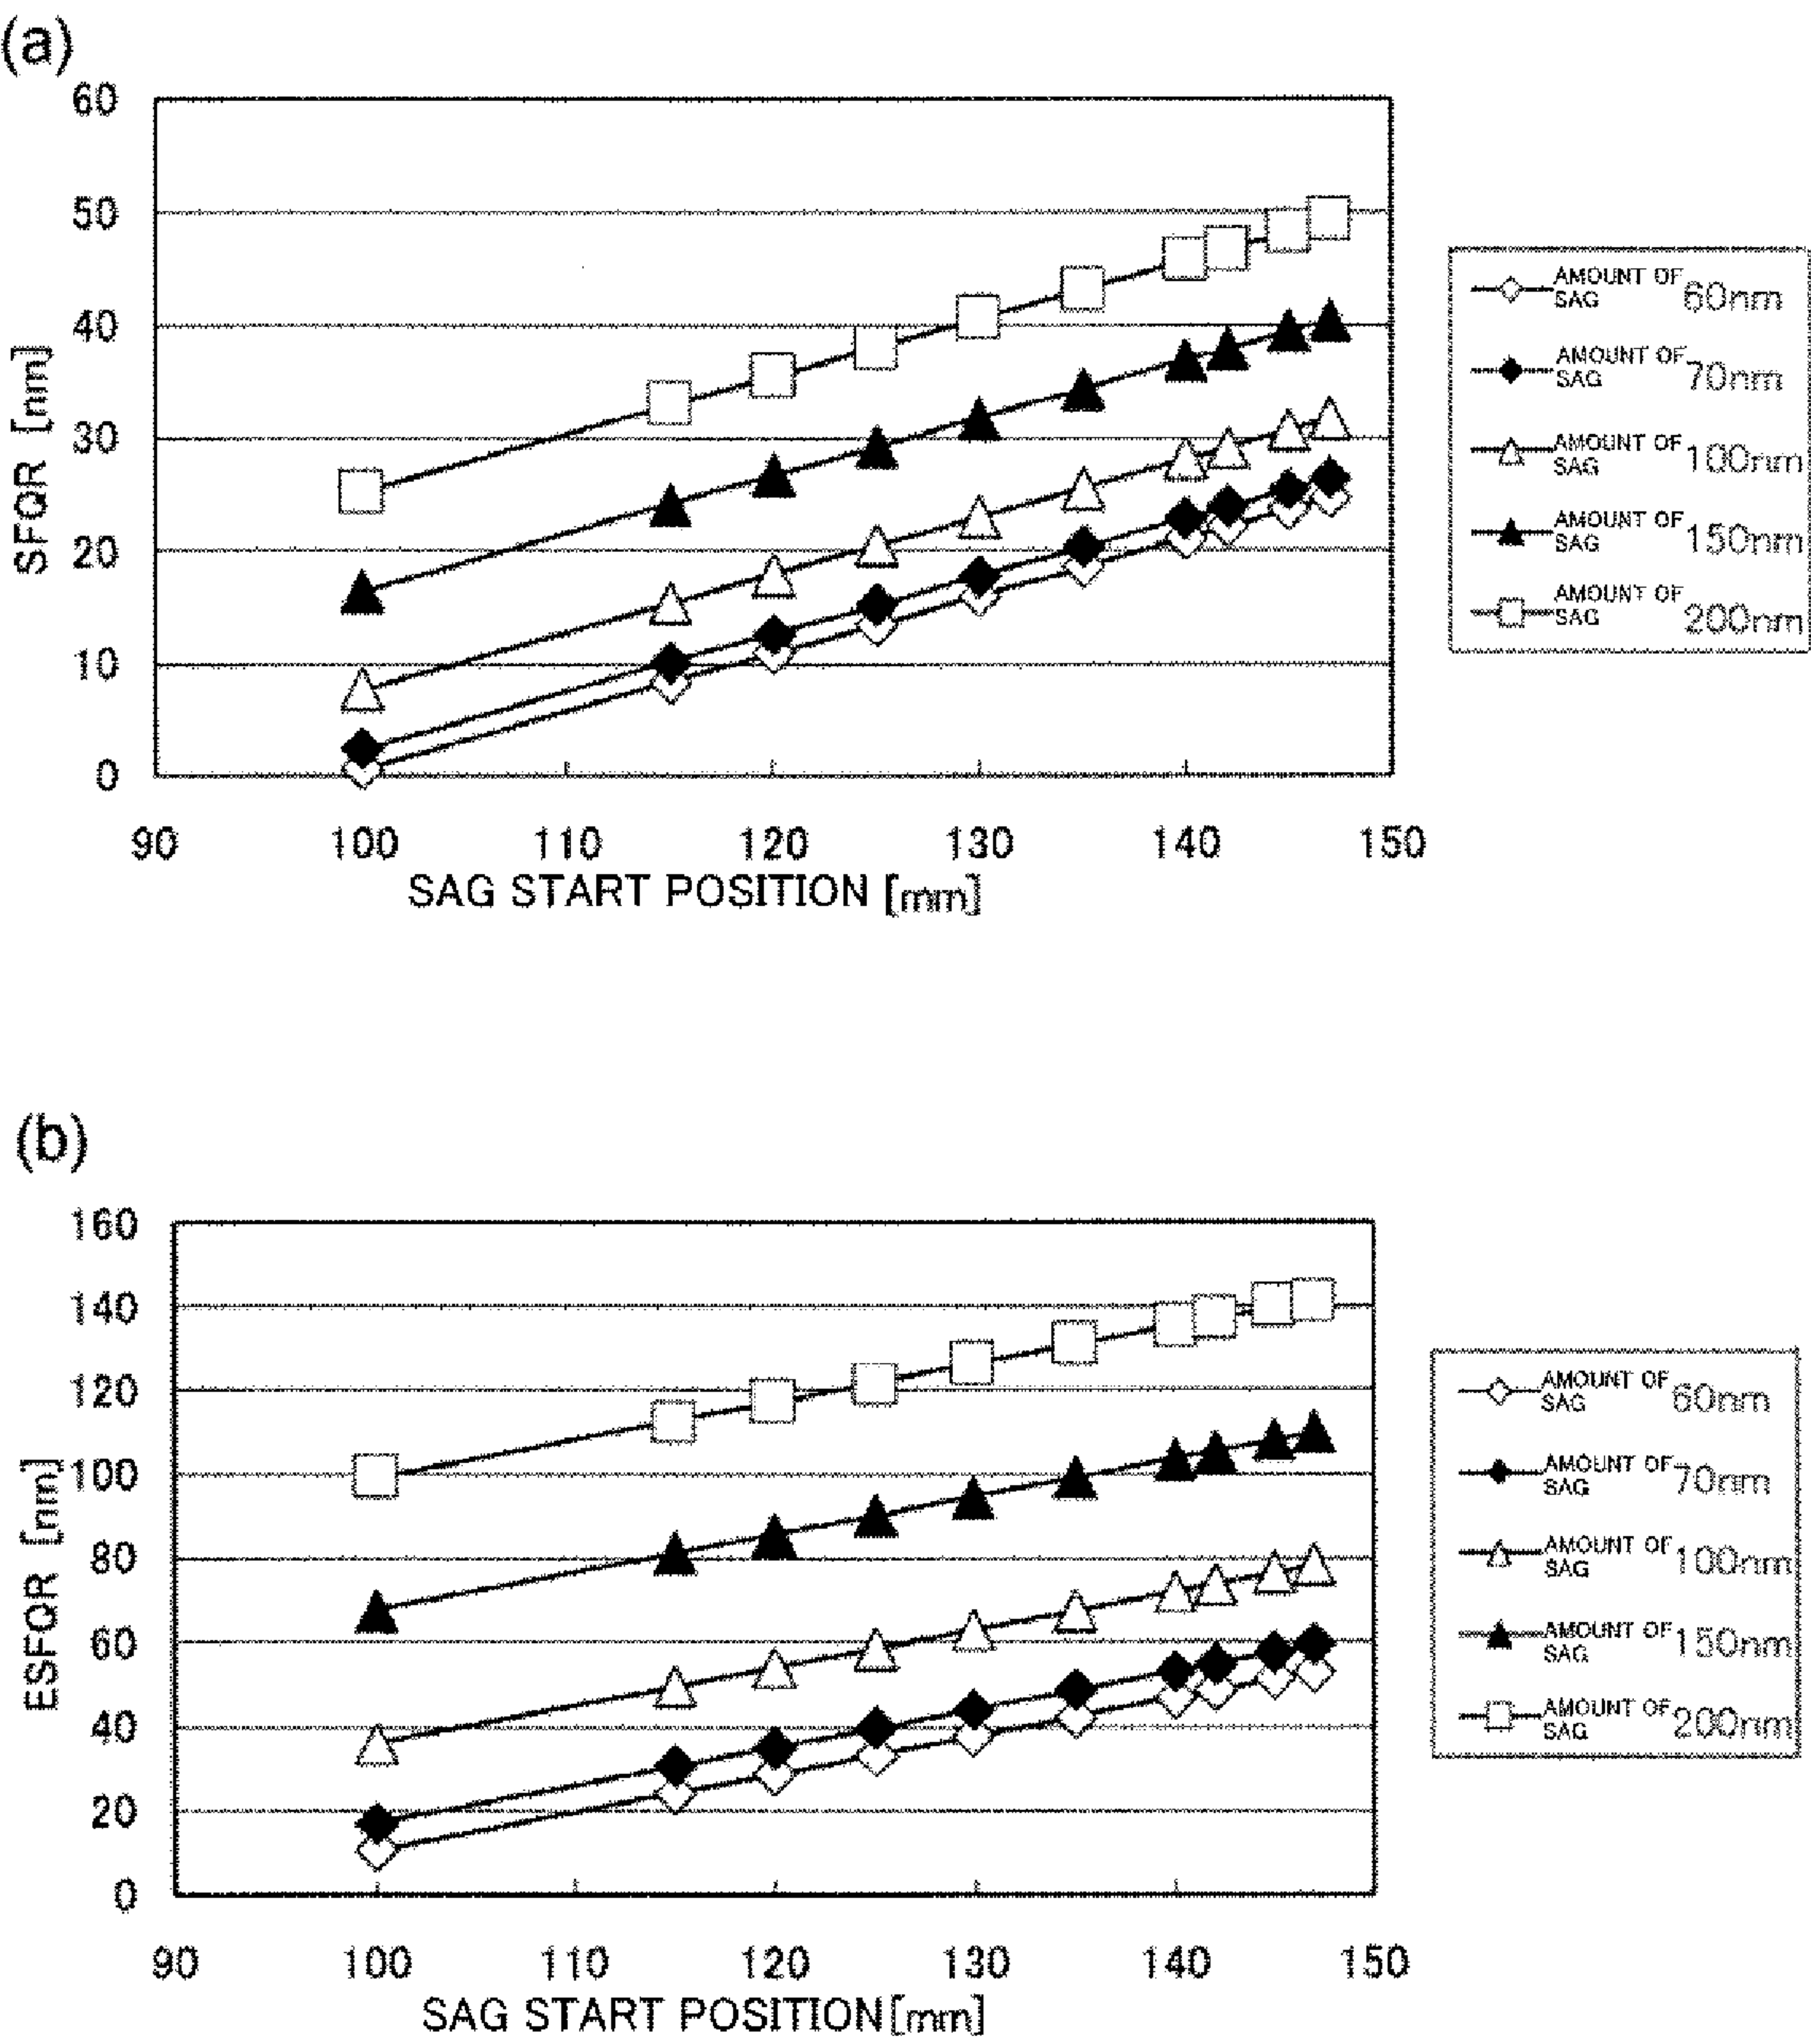 (a)
60
50
40
30
20
10
0
SFQR [nm]
90 100 110 120 130 140 150
SAG START POSITION [mm]
AMOUNT OF SAG 60nm
AMOUNT OF SAG 70nm
AMOUNT OF SAG 100nm
AMOUNT OF SAG 150nm
AMOUNT OF SAG 200nm
(b)
160
140
120
100
80
60
40
20
0
ESFQR [nm]
90 100 110 120 130 140 150
SAG START POSITION[mm]
AMOUNT OF SAG 60nm
AMOUNT OF SAG 70nm
AMOUNT OF SAG 100nm
AMOUNT OF SAG 150nm
AMOUNT OF SAG 200nm